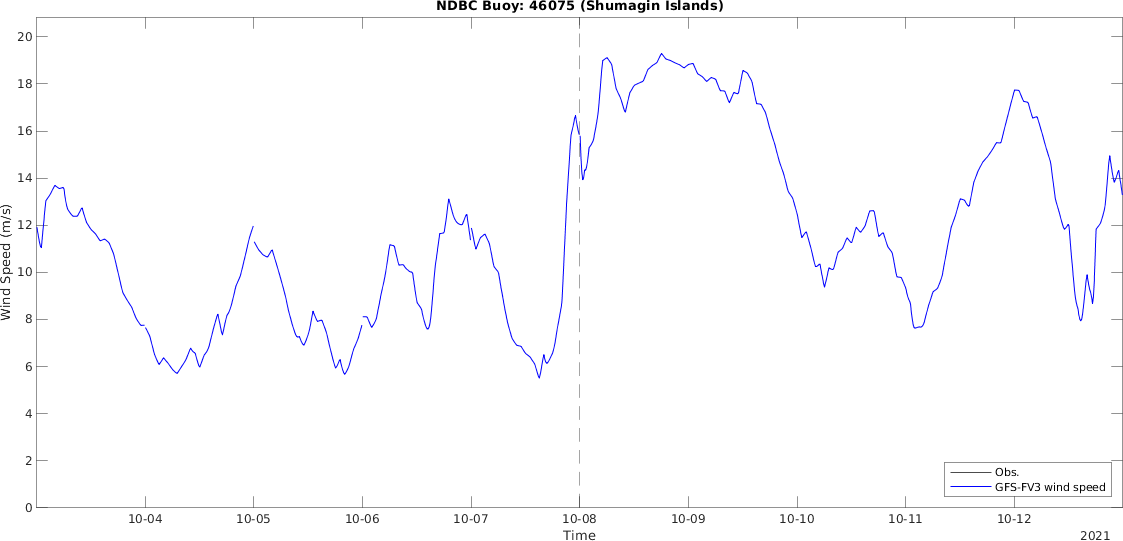 NDBC Buoy: 46075 (Shumagin Islands)
20
18
16
14
12
10
8
6
4
2
0
Wind Speed (m/s)
10-04 10-05 10-06 10-07 10-08 10-09 10-10 10-11 10-12
Time
2021
Obs.
GFS-FV3 wind speed